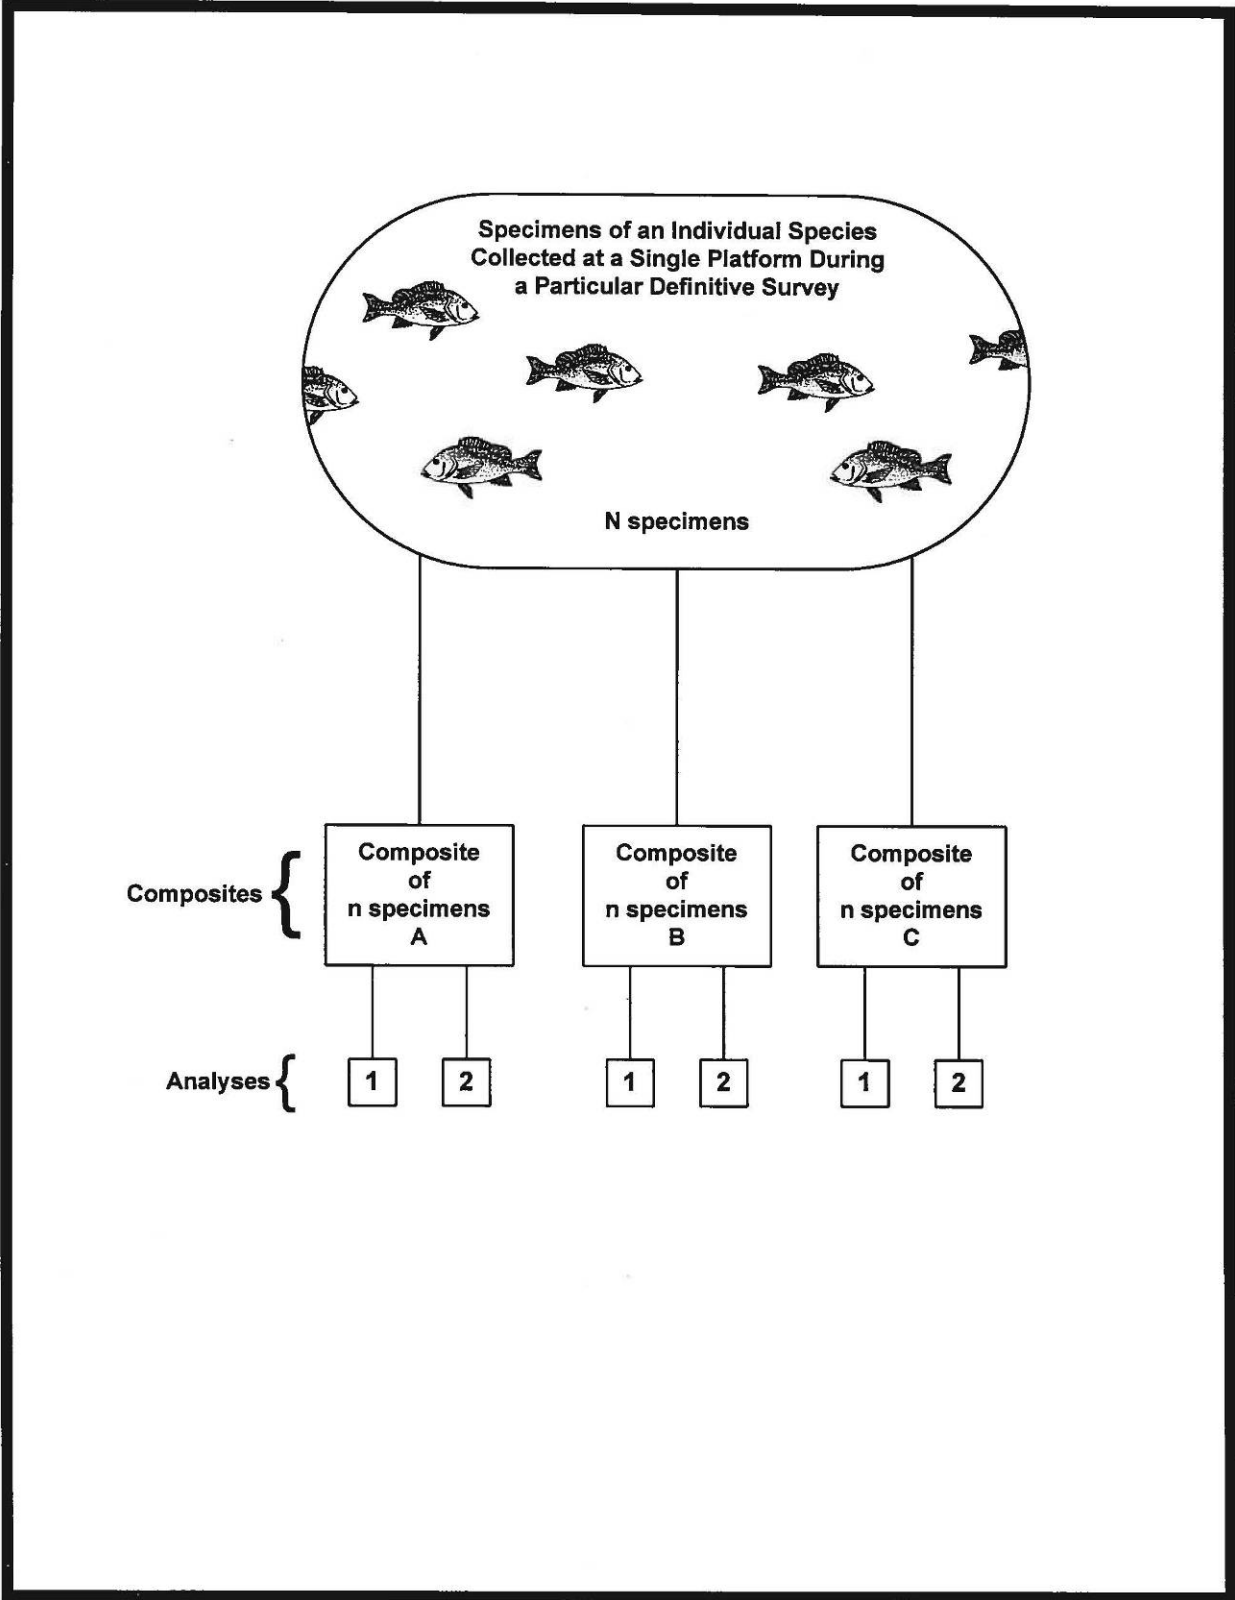 Specimens of an Individual Species
Collected at a Single Platform During
a Particular Definitive Survey
N specimens
Composites {
Composite
of
n specimens
A
Composite
of
n specimens
B
Composite
of
n specimens
C
Analyses {
1
2
1
2
1
2